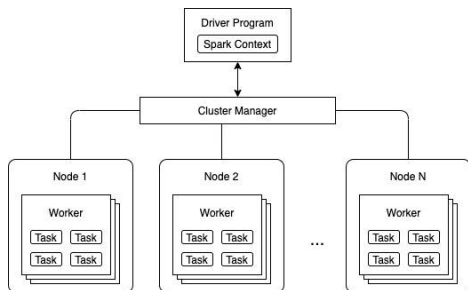 Driver Program
Spark Context
Cluster Manager
Node 1
Worker
Task Task
Task Task
Node 2
Worker
Task Task
Task Task
...
Node N
Worker
Task Task
Task Task